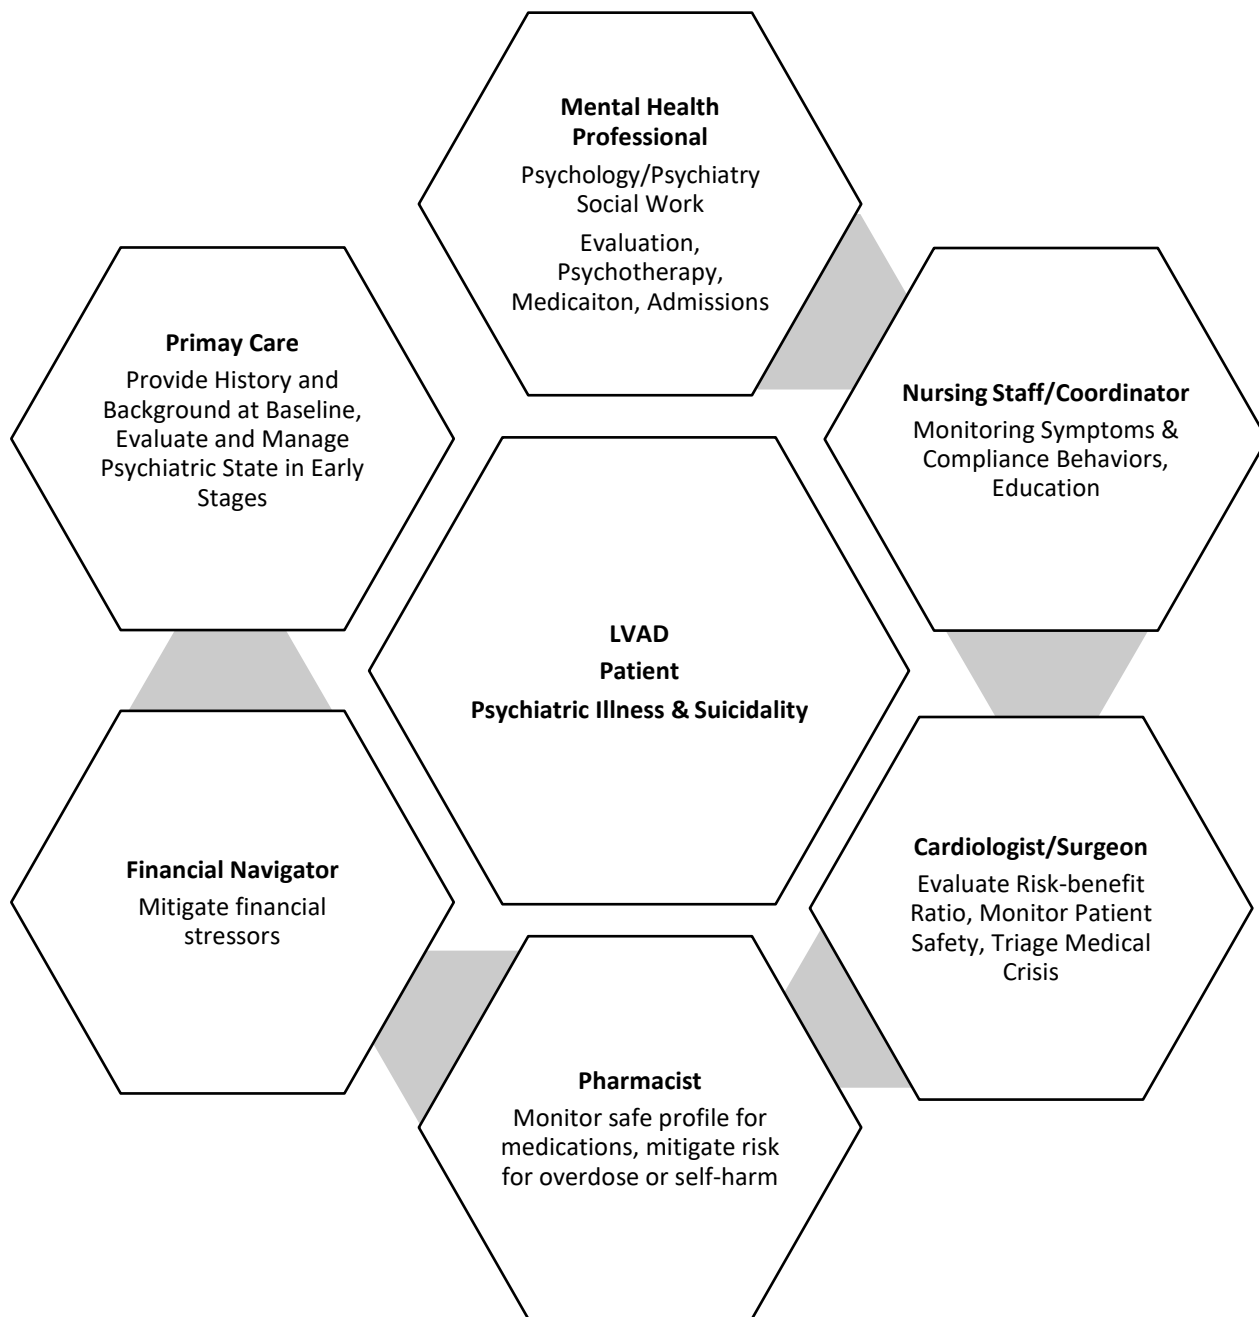 Mental Health
Professional
Psychology/Psychiatry
Social Work
Evaluation,
Psychotherapy,
Medicaiton, Admissions
Primay Care
Provide History and
Background at Baseline,
Evaluate and Manage
Psychiatric State in Early
Stages
Nursing Staff/Coordinator
Monitoring Symptoms &
Compliance Behaviors,
Education
LVAD
Patient
Psychiatric Illness & Suicidality
Financial Navigator
Mitigate financial
stressors
Cardiologist/Surgeon
Evaluate Risk-benefit
Ratio, Monitor Patient
Safety, Triage Medical
Crisis
Pharmacist
Monitor safe profile for
medications, mitigate risk
for overdose or self-harm